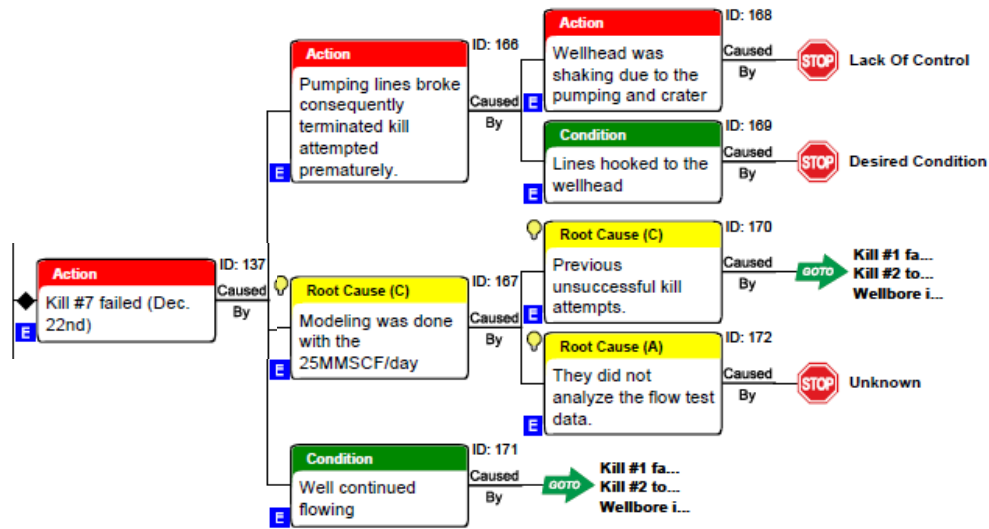 Action
ID: 137
Kill #7 failed (Dec.
22nd)
E
Caused
By
Action
ID: 166
Pumping lines broke
consequently
terminated kill
attempted
prematurely.
E
Caused
By
Action
ID: 168
Wellhead was
shaking due to the
pumping and crater
E
Caused
By
STOP
Lack Of Control
Condition
ID: 169
Lines hooked to the
wellhead
E
Caused
By
STOP
Desired Condition
Root Cause (C)
ID: 167
Modeling was done
with the
25MMSCF/day
E
Caused
By
Root Cause (C)
ID: 170
Previous
unsuccessful kill
attempts.
E
Caused
By
GOTO
Kill #1 fa...
Kill #2 to...
Wellbore i...
Root Cause (A)
ID: 172
They did not
analyze the flow test
data.
E
Caused
By
STOP
Unknown
Condition
ID: 171
Well continued
flowing
E
Caused
By
GOTO
Kill #1 fa...
Kill #2 to...
Wellbore i...